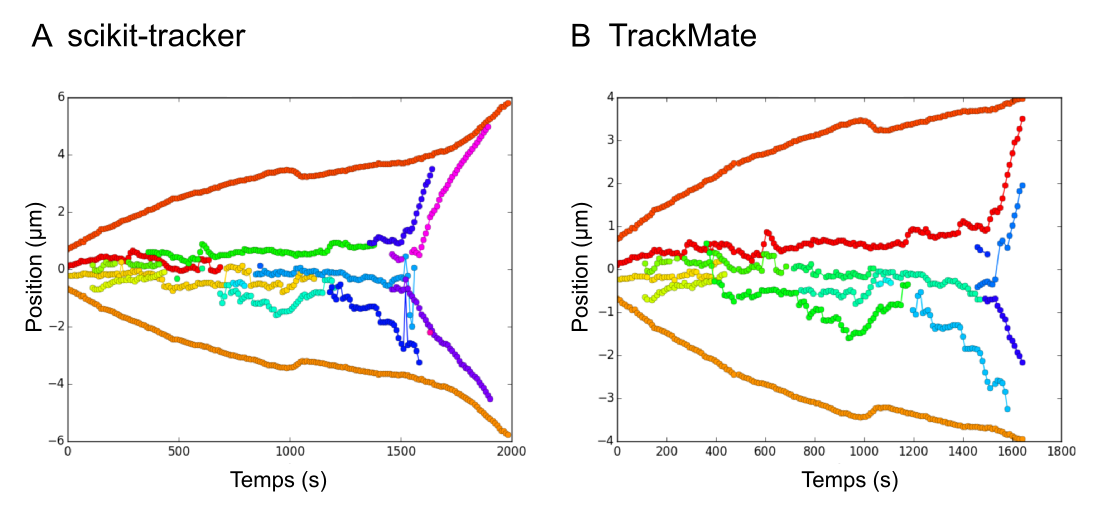 A scikit-tracker
B TrackMate
6
4
2
0
−2
−4
−6
Position (μm)
0 500 1000 1500 2000
Temps (s)
4
3
2
1
0
−1
−2
−3
−4
Position (μm)
0 200 400 600 800 1000 1200 1400 1600 1800
Temps (s)